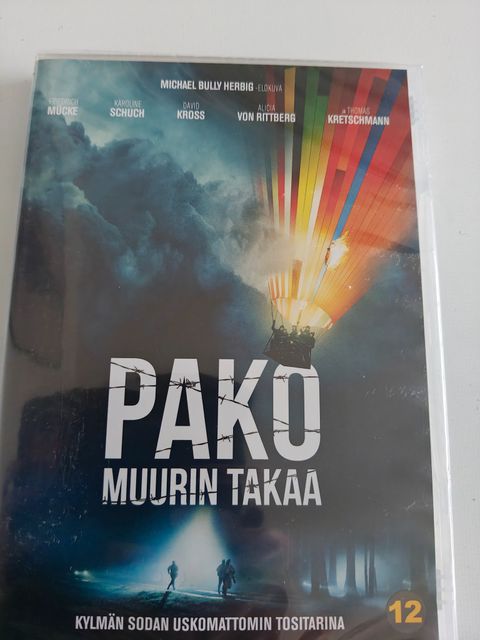 MICHAEL BULLY HERBIG -ELOKUVA
FRIEDRICH MÜCKE
KAROLINE SCHUCH
DAVID KROSS
ALICIA VON RITTBERG
THOMAS KRETSCHMANN
PAKO
MUURIN TAKAA
KYLMÄN SODAN USKOMATTOMIN TOSITARINA
12